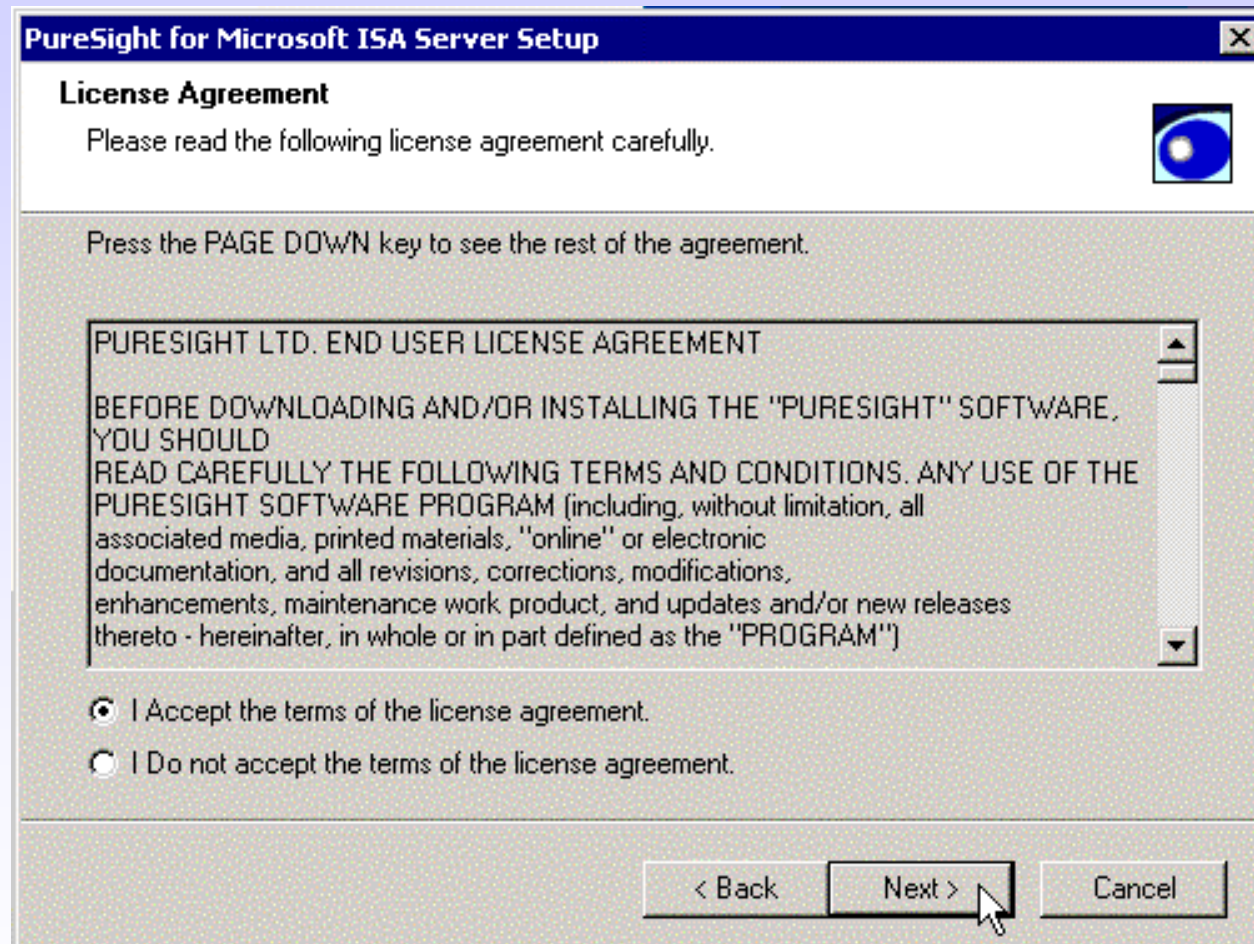 PureSight for Microsoft ISA Server Setup
License Agreement
Please read the following license agreement carefully.
Press the PAGE DOWN key to see the rest of the agreement.
PURESIGHT LTD. END USER LICENSE AGREEMENT
BEFORE DOWNLOADING AND/OR INSTALLING THE "PURESIGHT" SOFTWARE,
YOU SHOULD
READ CAREFULLY THE FOLLOWING TERMS AND CONDITIONS. ANY USE OF THE
PURESIGHT SOFTWARE PROGRAM (including, without limitation, all
associated media, printed materials, "online" or electronic
documentation, and all revisions, corrections, modifications,
enhancements, maintenance work product, and updates and/or new releases
thereto - hereinafter, in whole or in part defined as the "PROGRAM")
I Accept the terms of the license agreement.
I Do not accept the terms of the license agreement.
< Back Next > Cancel